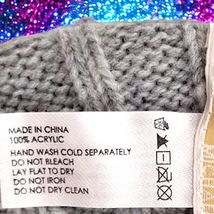 MADE IN CHINA
100% ACRYLIC
HAND WASH COLD SEPARATELY
DO NOT BLEACH
LAY FLAT TO DRY
DO NOT IRON
DO NOT DRY CLEAN